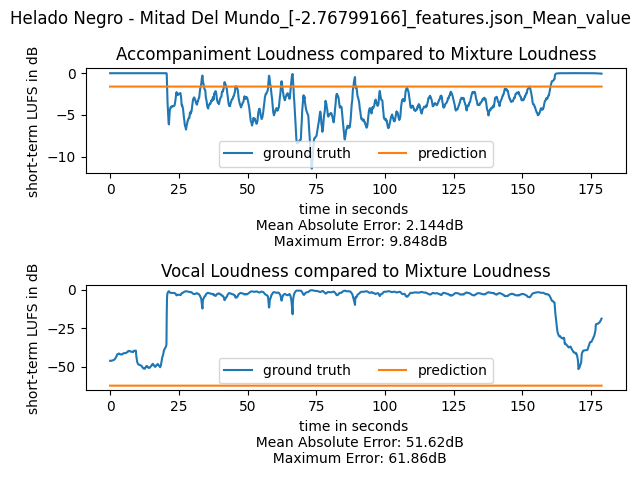 Helado Negro - Mitad Del Mundo_[-2.76799166]_features.json_Mean_value
Accompaniment Loudness compared to Mixture Loudness
short-term LUFS in dB
0
−5
−10
ground truth
prediction
0 25 50 75 100 125 150 175
time in seconds
Mean Absolute Error: 2.144dB
Maximum Error: 9.848dB
Vocal Loudness compared to Mixture Loudness
short-term LUFS in dB
0
−25
−50
ground truth
prediction
0 25 50 75 100 125 150 175
time in seconds
Mean Absolute Error: 51.62dB
Maximum Error: 61.86dB